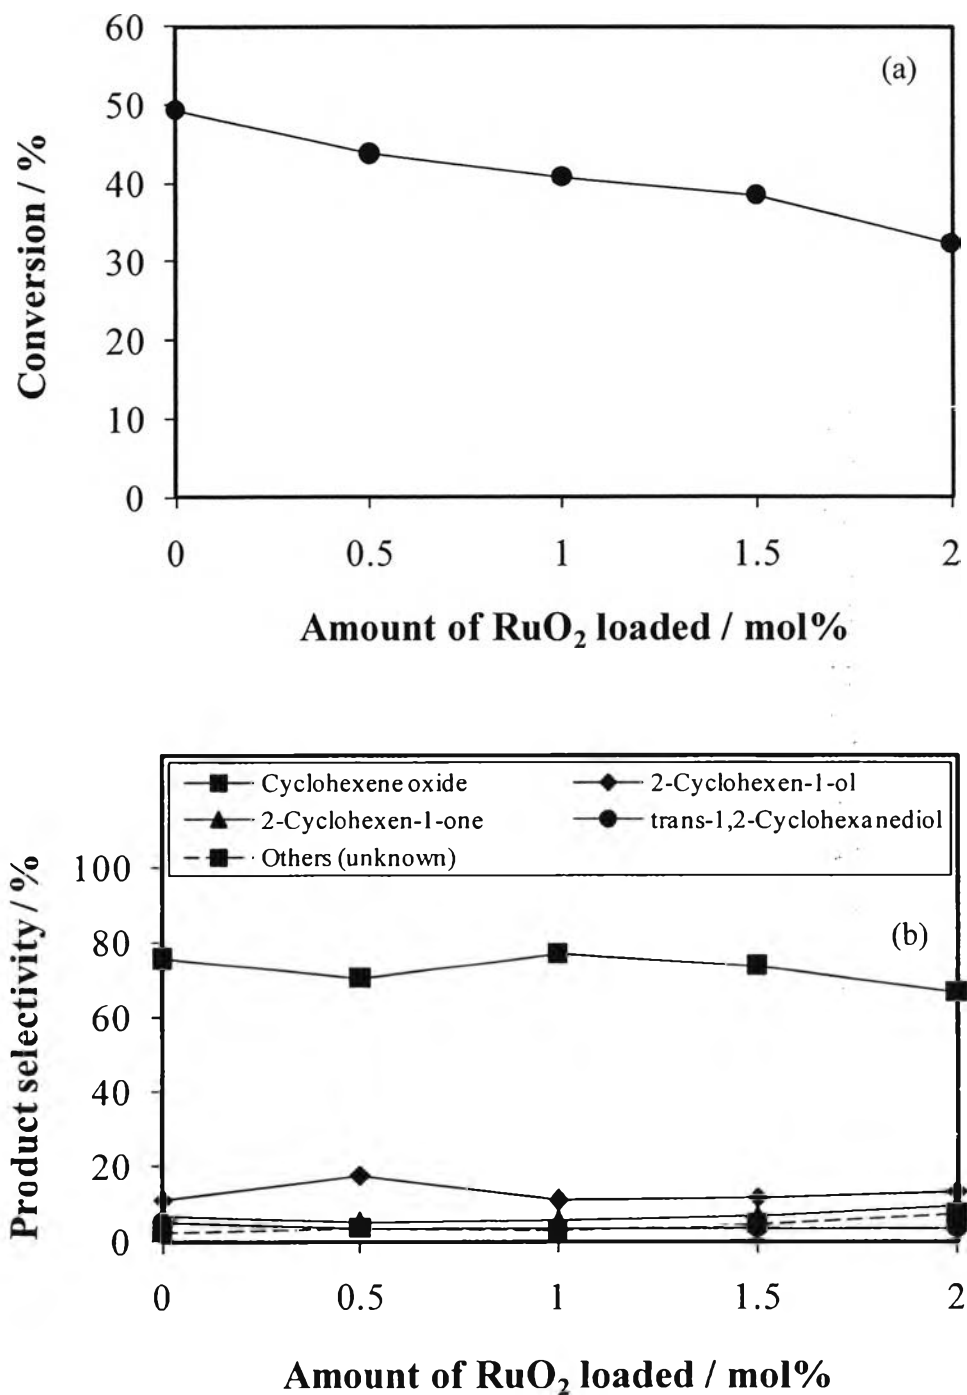 60
(a)
50
40
30
20
10
0
0 0.5 1 1.5 2
Conversion / %
Amount of RuO₂ loaded / mol%
Cyclohexene oxide 2-Cyclohexen-1-ol
2-Cyclohexen-1-one trans-1,2-Cyclohexanediol
Others (unknown)
100
(b)
80
60
40
20
0
0 0.5 1 1.5 2
Product selectivity / %
Amount of RuO₂ loaded / mol%